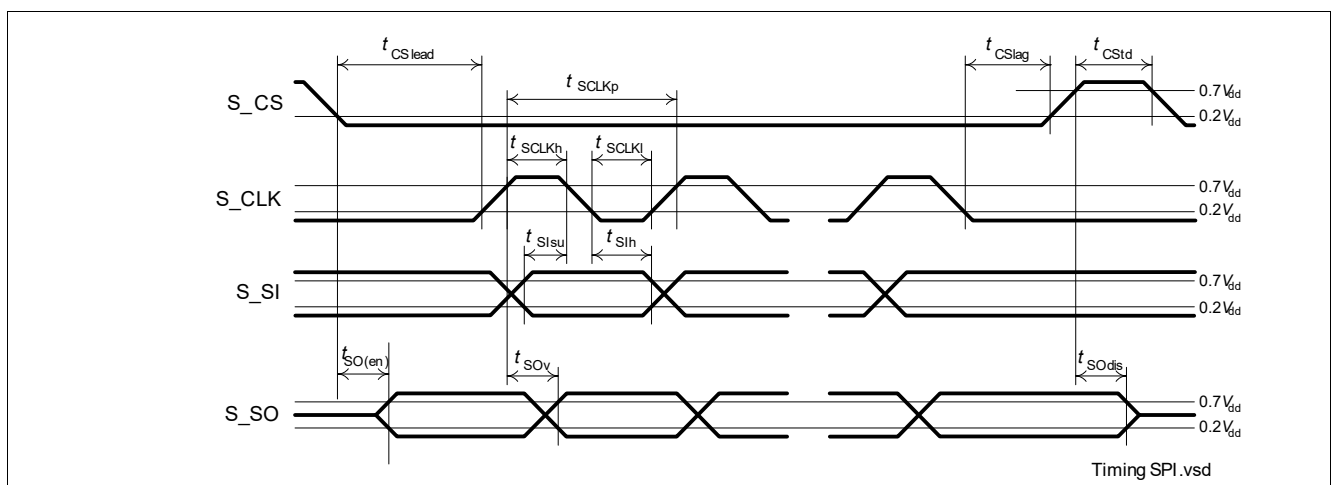 t CSlead
t CSlag
t CStd
t SCLKp
S_CS
0.7Vdd
0.2Vdd
t SCLKh
t SCLKl
S_CLK
0.7Vdd
0.2Vdd
t SIsu
t SIh
S_SI
0.7Vdd
0.2Vdd
t SO(en)
t SOv
t SOdis
S_SO
0.7Vdd
0.2Vdd
Timing SPI.vsd